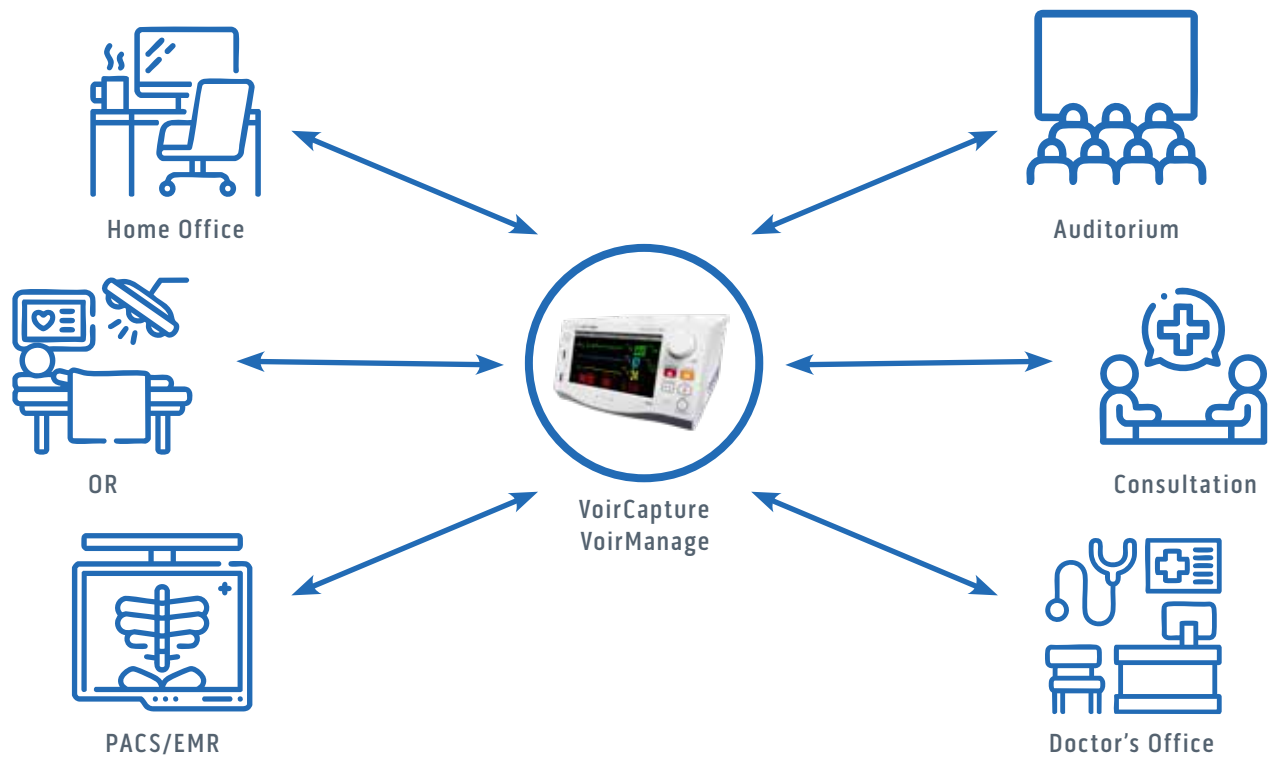 Home Office
Auditorium
OR
Consultation
VoirCapture
VoirManage
PACS/EMR
Doctor's Office